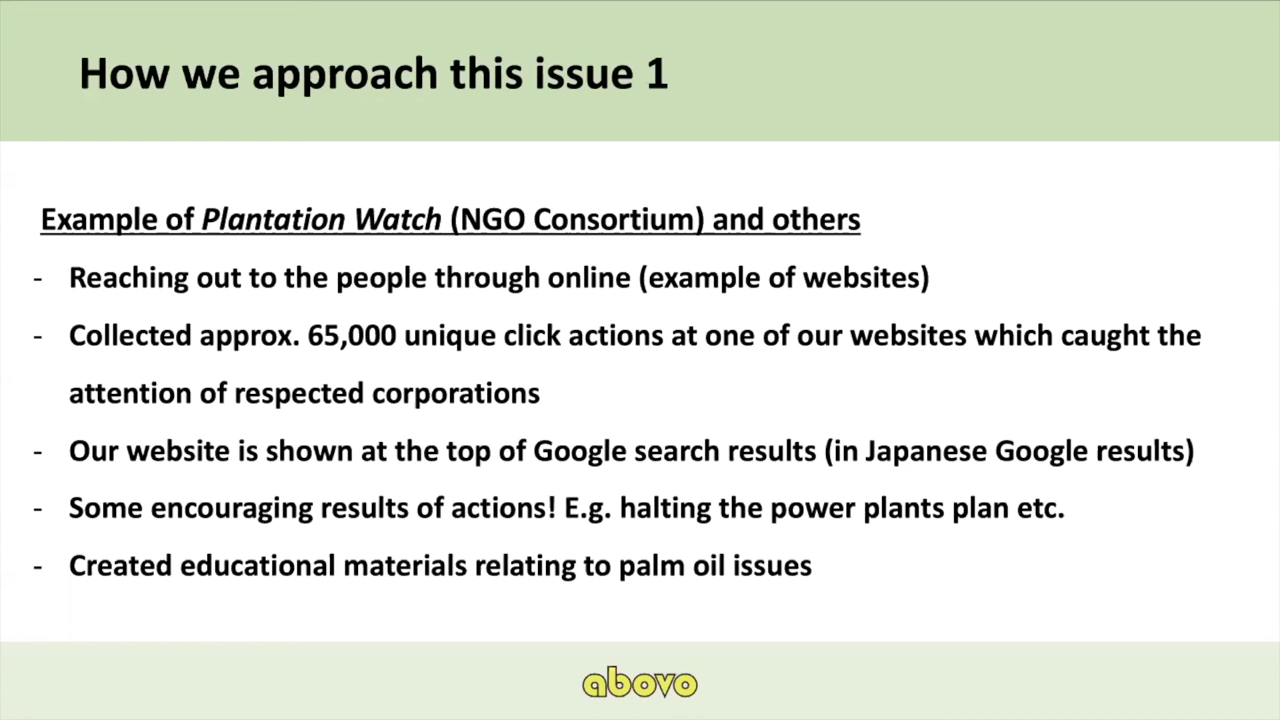 How we approach this issue 1
Example of Plantation Watch (NGO Consortium) and others
- Reaching out to the people through online (example of websites)
- Collected approx. 65,000 unique click actions at one of our websites which caught the
attention of respected corporations
- Our website is shown at the top of Google search results (in Japanese Google results)
- Some encouraging results of actions! E.g. halting the power plants plan etc.
- Created educational materials relating to palm oil issues
abovo